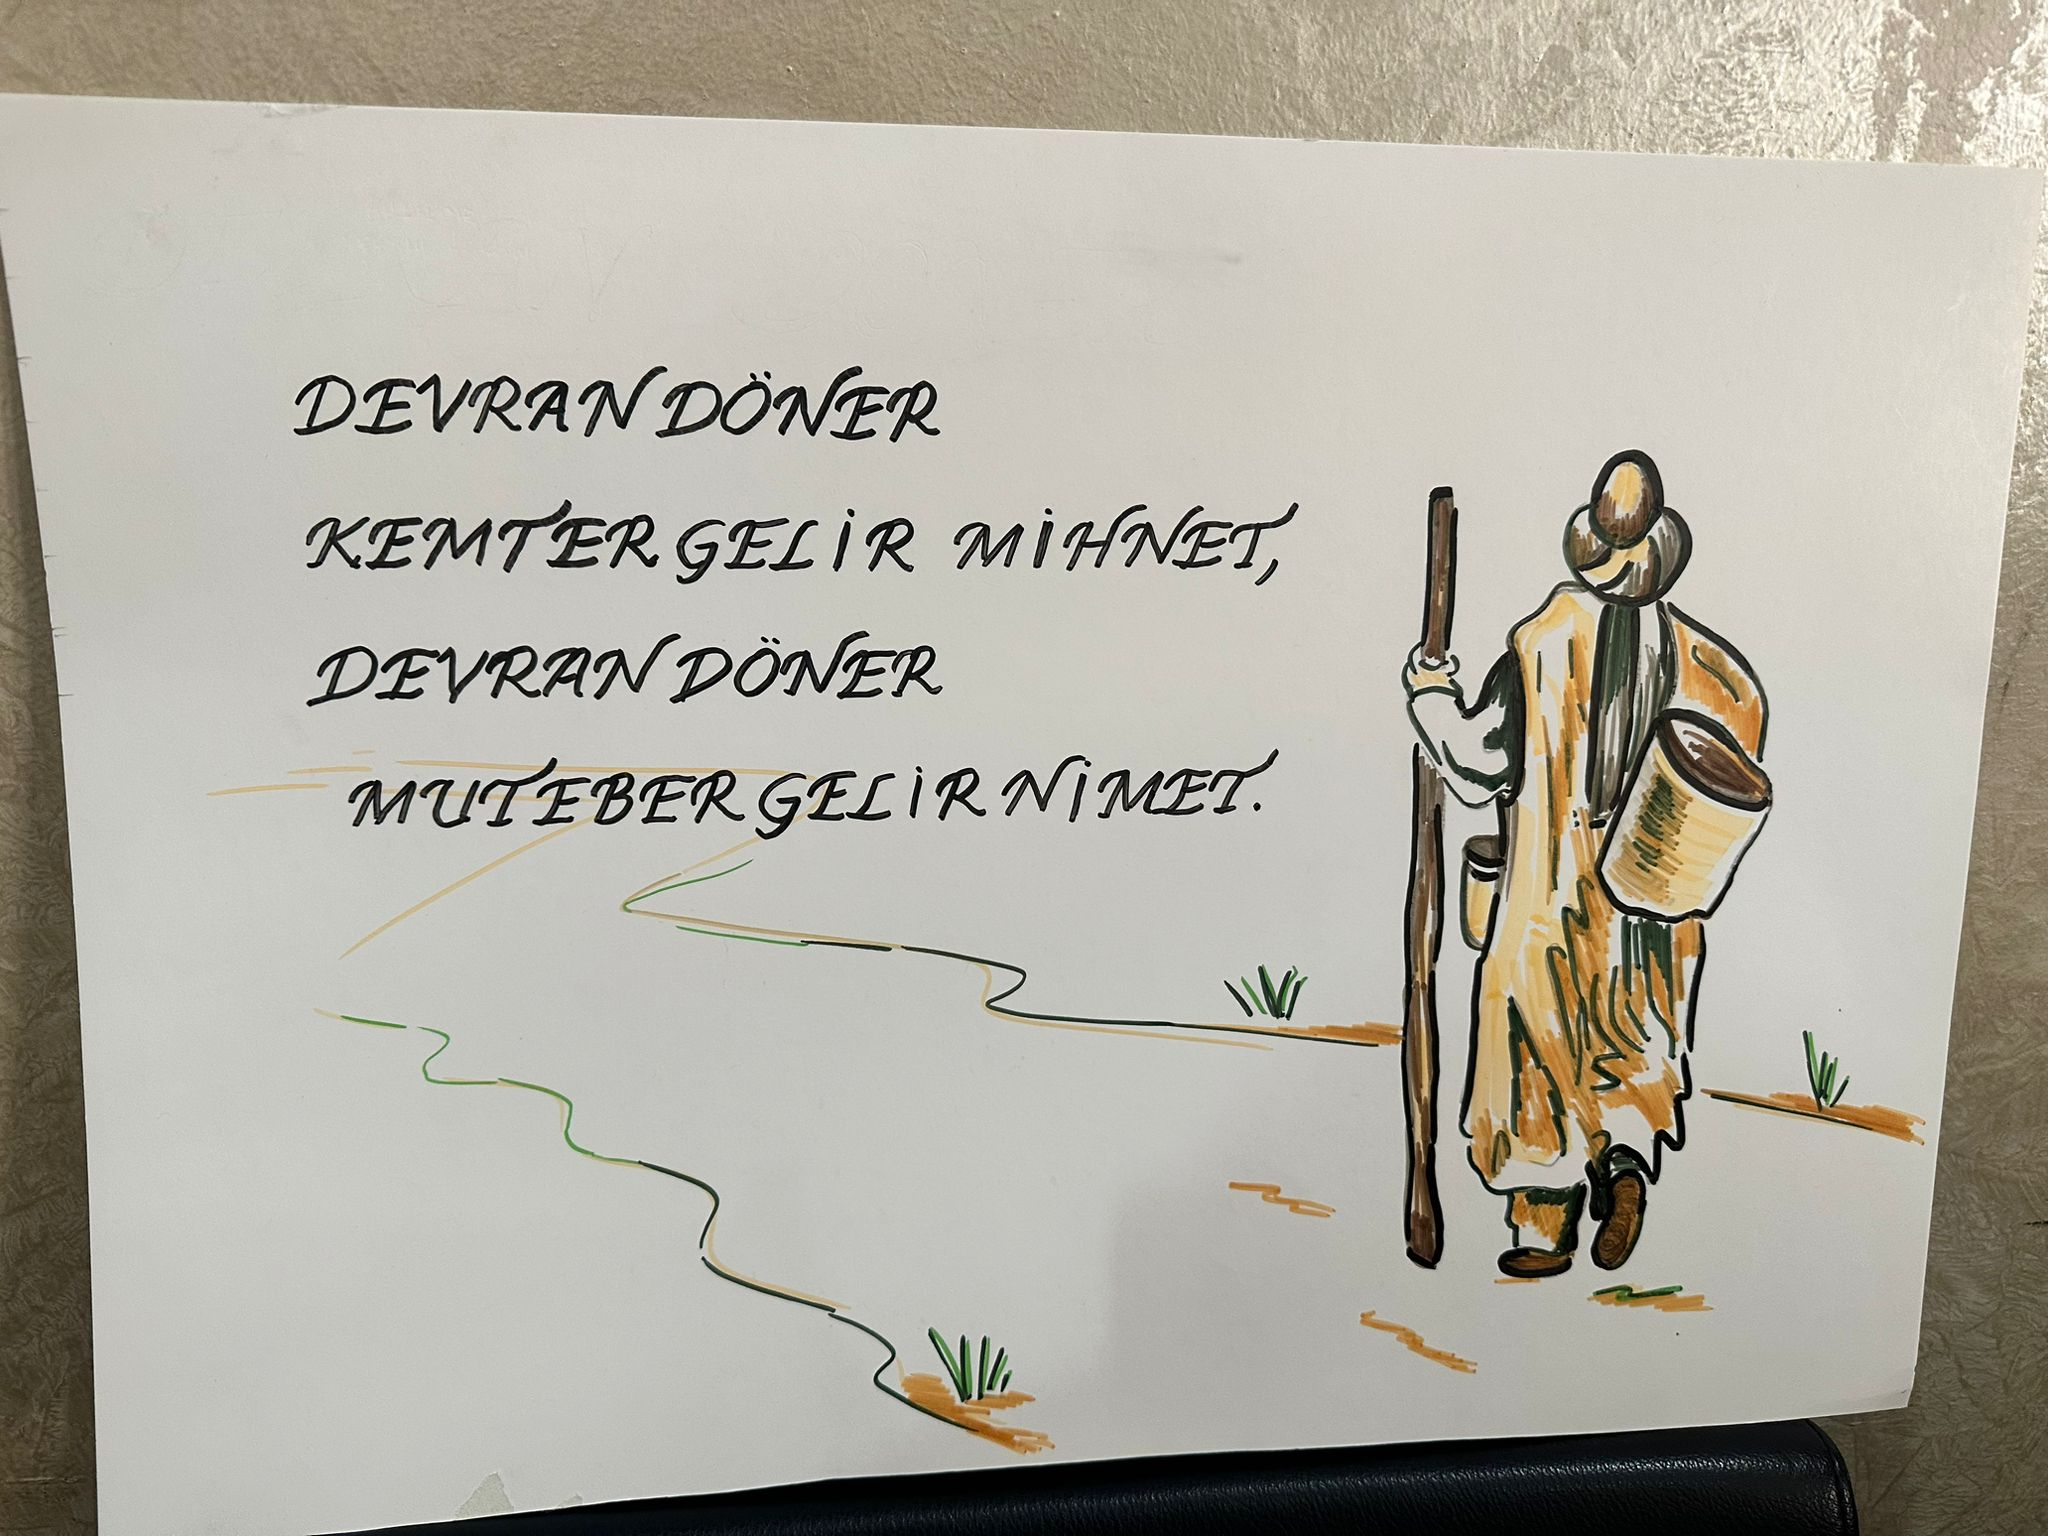 DEVRAN DÖNER
KEMTER GELİR MİHNET,
DEVRAN DÖNER
MUTEBER GELİR NİMET.